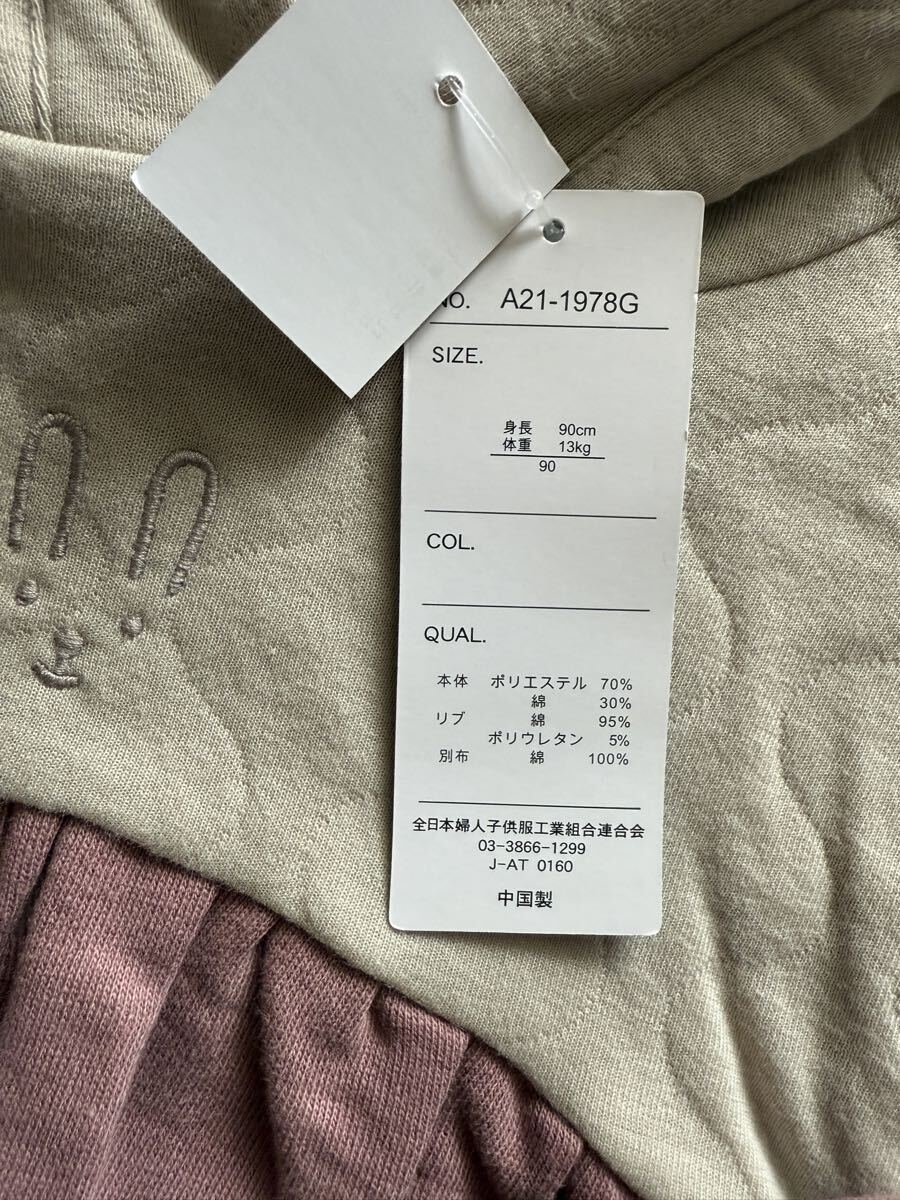 NO. A21-1978G
SIZE.
身長 90cm
体重 13kg
90
COL.
QUAL.
本体 ポリエステル 70%
綿 30%
リブ 綿 95%
ポリウレタン 5%
別布 綿 100%
全日本婦人子供服工業組合連合会
03-3866-1299
J-AT 0160
中国製